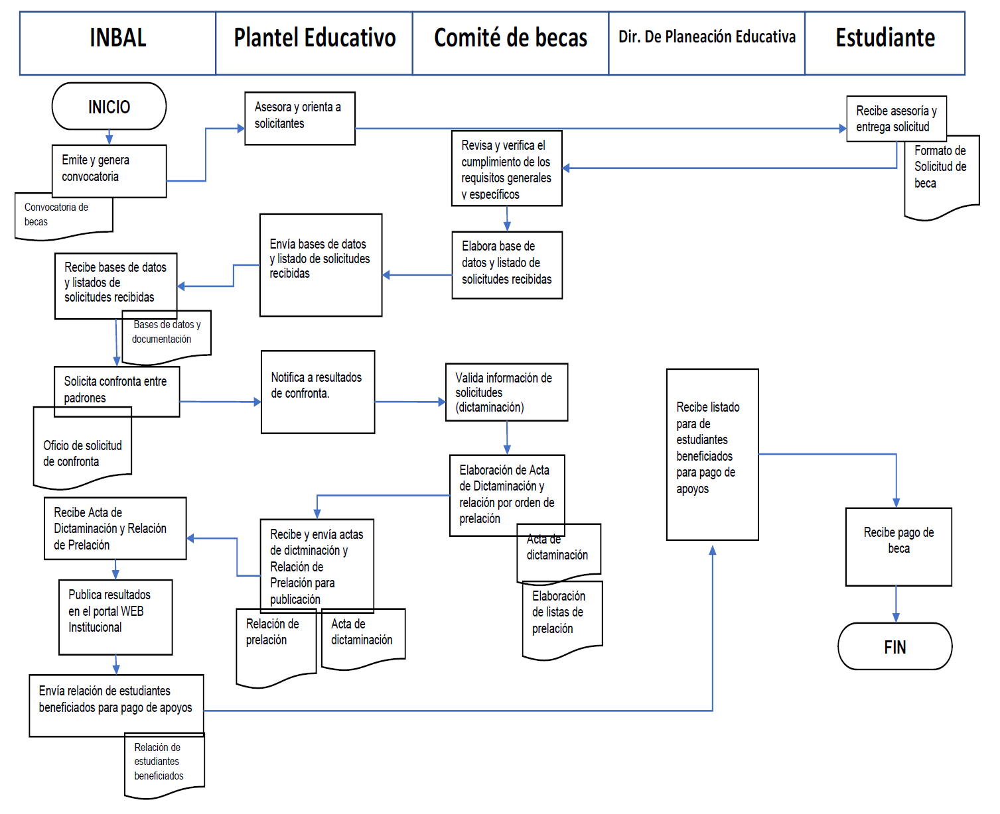 INBAL
Plantel Educativo
Comité de becas
Dir. De Planeación Educativa
Estudiante
INICIO
Emite y genera
convocatoria
Convocatoria de
becas
Asesora y orienta a
solicitantes
Recibe asesoría y
entrega solicitud
Formato de
Solicitud de
beca
Revisa y verifica el
cumplimiento de los
requisitos generales
y específicos
Elabora base de
datos y listado de
solicitudes recibidas
Envía bases de datos
y listado de solicitudes
recibidas
Recibe bases de datos
y listados de
solicitudes recibidas
Bases de datos y
documentación
Solicita confronta entre
padrones
Oficio de solicitud
de confronta
Notifica a resultados
de confronta.
Valida información de
solicitudes
(dictaminación)
Elaboración de Acta
de Dictaminación y
relación por orden de
prelación
Acta de
dictaminación
Elaboración
de listas de
prelación
Recibe y envía actas
de dictminación y
Relación de
Prelación para
publicación
Relación de
prelación
Acta de
dictaminación
Recibe Acta de
Dictaminación y Relación
de Prelación
Publica resultados
en el portal WEB
Institucional
Envía relación de estudiantes
beneficiados para pago de apoyos
Relación de
estudiantes
beneficiados
Recibe listado
para de
estudiantes
beneficiados
para pago de
apoyos
Recibe pago de
beca
FIN